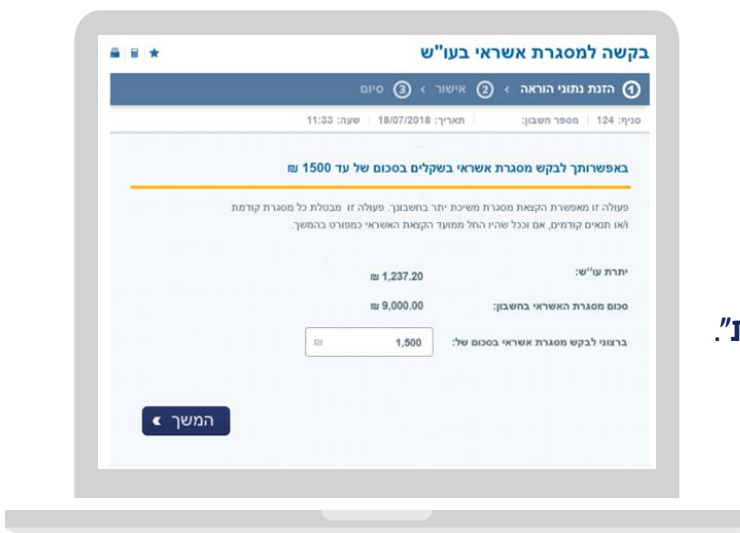 בקשה למסגרת אשראי בעו"ש
1 הזנת נתוני הוראה › 2 אישור › 3 סיום
סניף: 124 | מספר חשבון: | תאריך: 18/07/2018 | שעה: 11:33
באפשרותך לבקש מסגרת אשראי בשקלים בסכום של עד 1500 ₪
פעולה זו מאפשרת הקצאת מסגרת משיכת יתר בחשבונך. פעולה זו מבטלת כל מסגרת קודמת
ו/או תנאים קודמים, אם וככל שהיו החל ממועד הקצאת האשראי כמפורט בהמשך.
יתרת עו"ש: 1,237.20 ₪
סכום מסגרת האשראי בחשבון: 9,000.00 ₪
ברצוני לבקש מסגרת אשראי בסכום של: 1,500 ₪
ת".
המשך